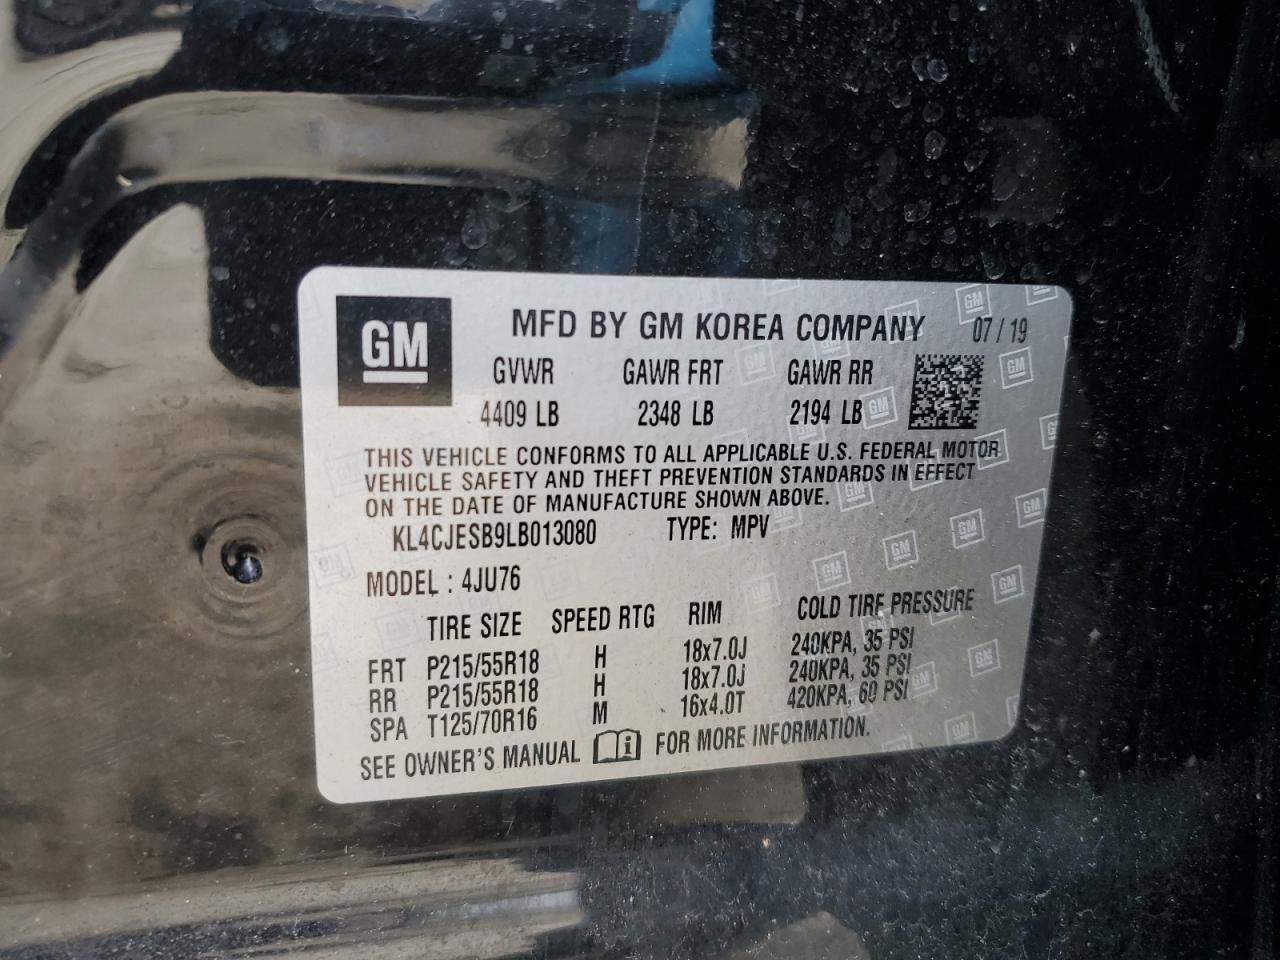 GM
MFD BY GM KOREA COMPANY 07 / 19
GVWR GAWR FRT GAWR RR
4409 LB 2348 LB 2194 LB
THIS VEHICLE CONFORMS TO ALL APPLICABLE U.S. FEDERAL MOTOR
VEHICLE SAFETY AND THEFT PREVENTION STANDARDS IN EFFECT
ON THE DATE OF MANUFACTURE SHOWN ABOVE.
KL4CJESB9LB013080 TYPE: MPV
MODEL : 4JU76
TIRE SIZE SPEED RTG RIM COLD TIRE PRESSURE
FRT P215/55R18 H 18x7.0J 240KPA, 35 PSI
RR P215/55R18 H 18x7.0J 240KPA, 35 PSI
SPA T125/70R16 M 16x4.0T 420KPA, 60 PSI
SEE OWNER'S MANUAL FOR MORE INFORMATION.